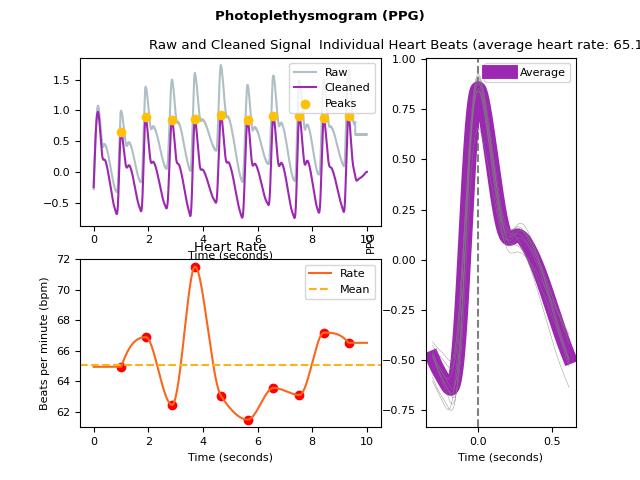 Photoplethysmogram (PPG)
Raw and Cleaned Signal
Individual Heart Beats (average heart rate: 65.1
Raw
Cleaned
Peaks
1.5
1.0
0.5
0.0
−0.5
0 2 4 6 8 10
Time (seconds)
Heart Rate
Rate
Mean
72
70
68
66
64
62
Beats per minute (bpm)
0 2 4 6 8 10
Time (seconds)
PPG
Average
1.00
0.75
0.50
0.25
0.00
−0.25
−0.50
−0.75
0.0 0.5
Time (seconds)